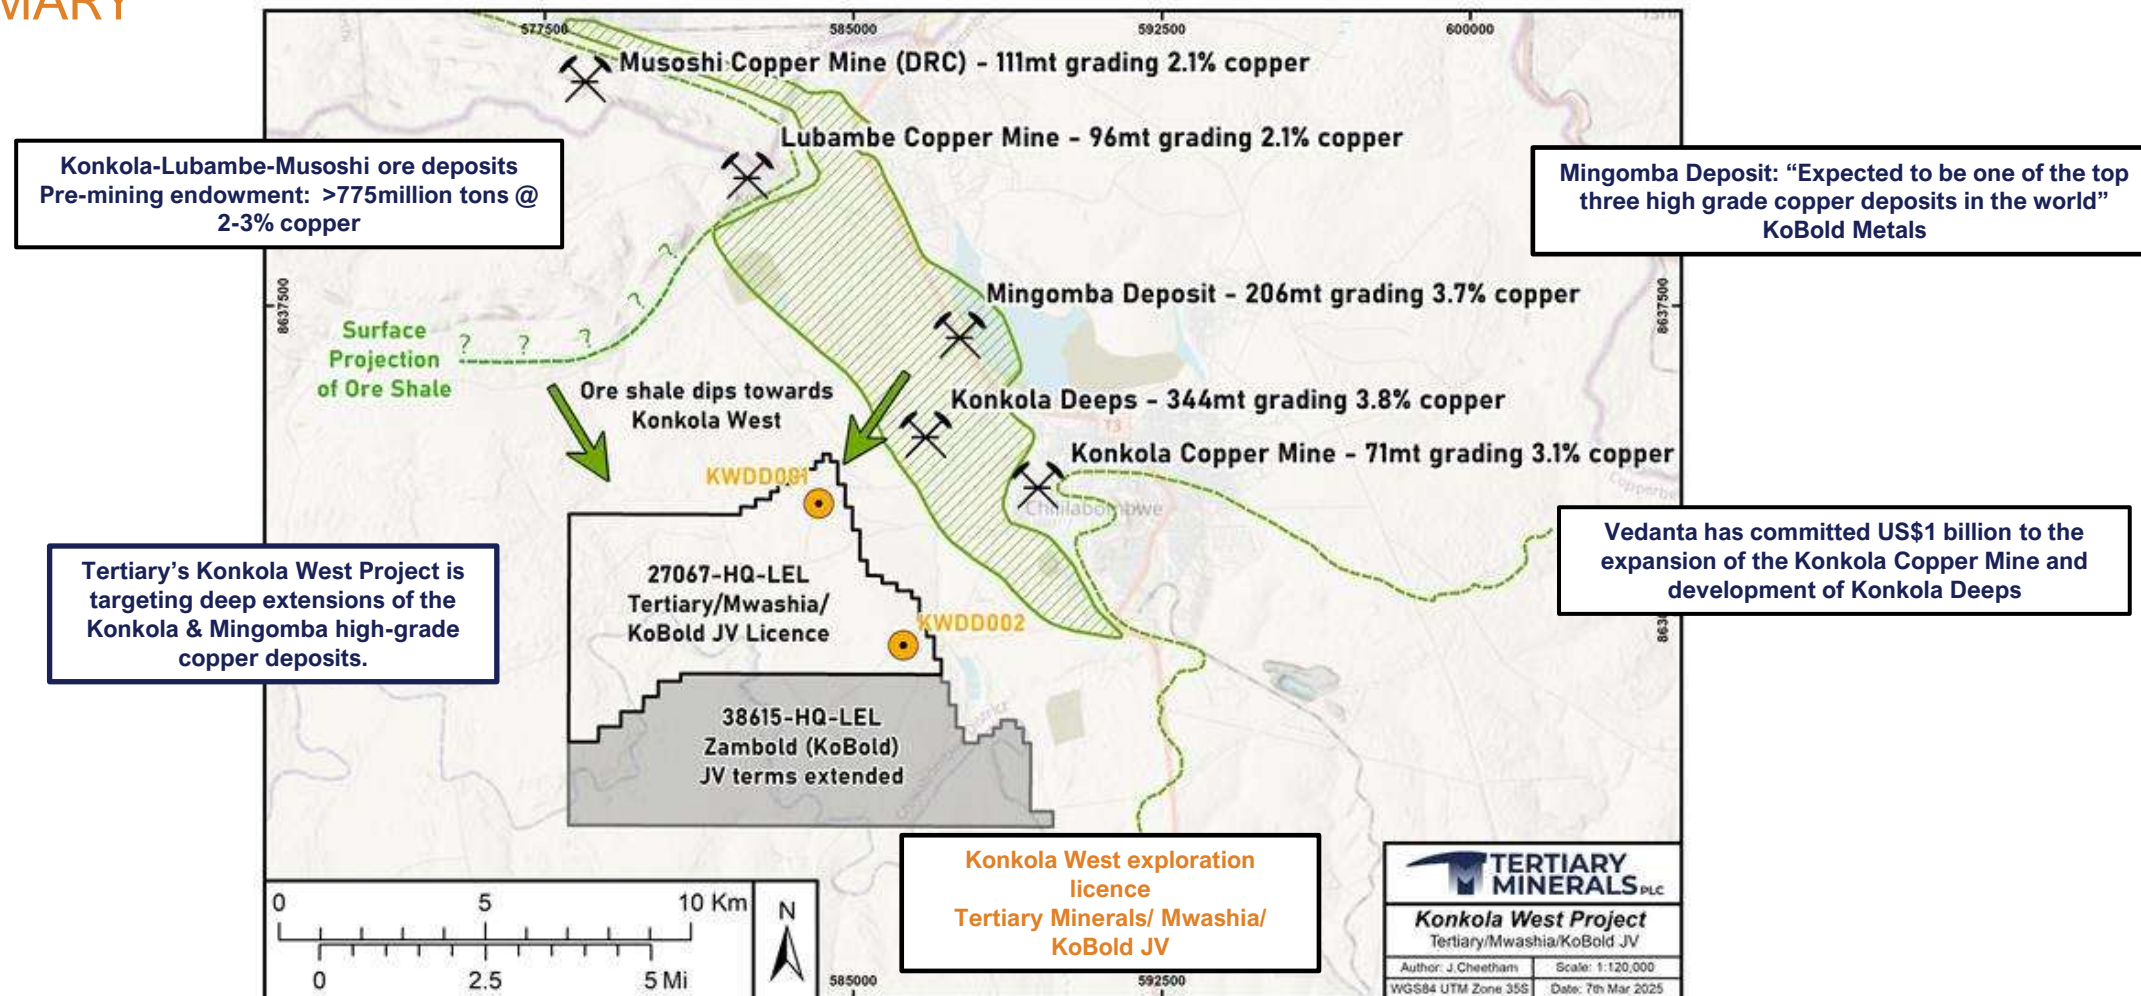 MARY
577500
585000
592500
600000
Musoshi Copper Mine (DRC) - 111mt grading 2.1% copper
Lubambe Copper Mine - 96mt grading 2.1% copper
Konkola-Lubambe-Musoshi ore deposits
Pre-mining endowment: >775million tons @
2-3% copper
Mingomba Deposit: “Expected to be one of the top
three high grade copper deposits in the world”
KoBold Metals
8637500
8637500
Mingomba Deposit - 206mt grading 3.7% copper
? ? ? ? ?
Surface
Projection
of Ore Shale
Ore shale dips towards
Konkola West
Konkola Deeps - 344mt grading 3.8% copper
T3
Konkola Copper Mine - 71mt grading 3.1% copper
KWDD001
Chililabombwe
Copperbe
Vedanta has committed US$1 billion to the
expansion of the Konkola Copper Mine and
development of Konkola Deeps
863
Tertiary’s Konkola West Project is
targeting deep extensions of the
Konkola & Mingomba high-grade
copper deposits.
27067-HQ-LEL
Tertiary/Mwashia/
KoBold JV Licence
KWDD002
38615-HQ-LEL
Zambold (KoBold)
JV terms extended
Konkola West exploration
licence
Tertiary Minerals/ Mwashia/
KoBold JV
0 5 10 Km
0 2.5 5 Mi
N
585000
592500
TERTIARY
MINERALS PLC
Konkola West Project
Tertiary/Mwashia/KoBold JV
Author: J.Cheetham Scale: 1:120,000
WGS84 UTM Zone 35S Date: 7th Mar 2025